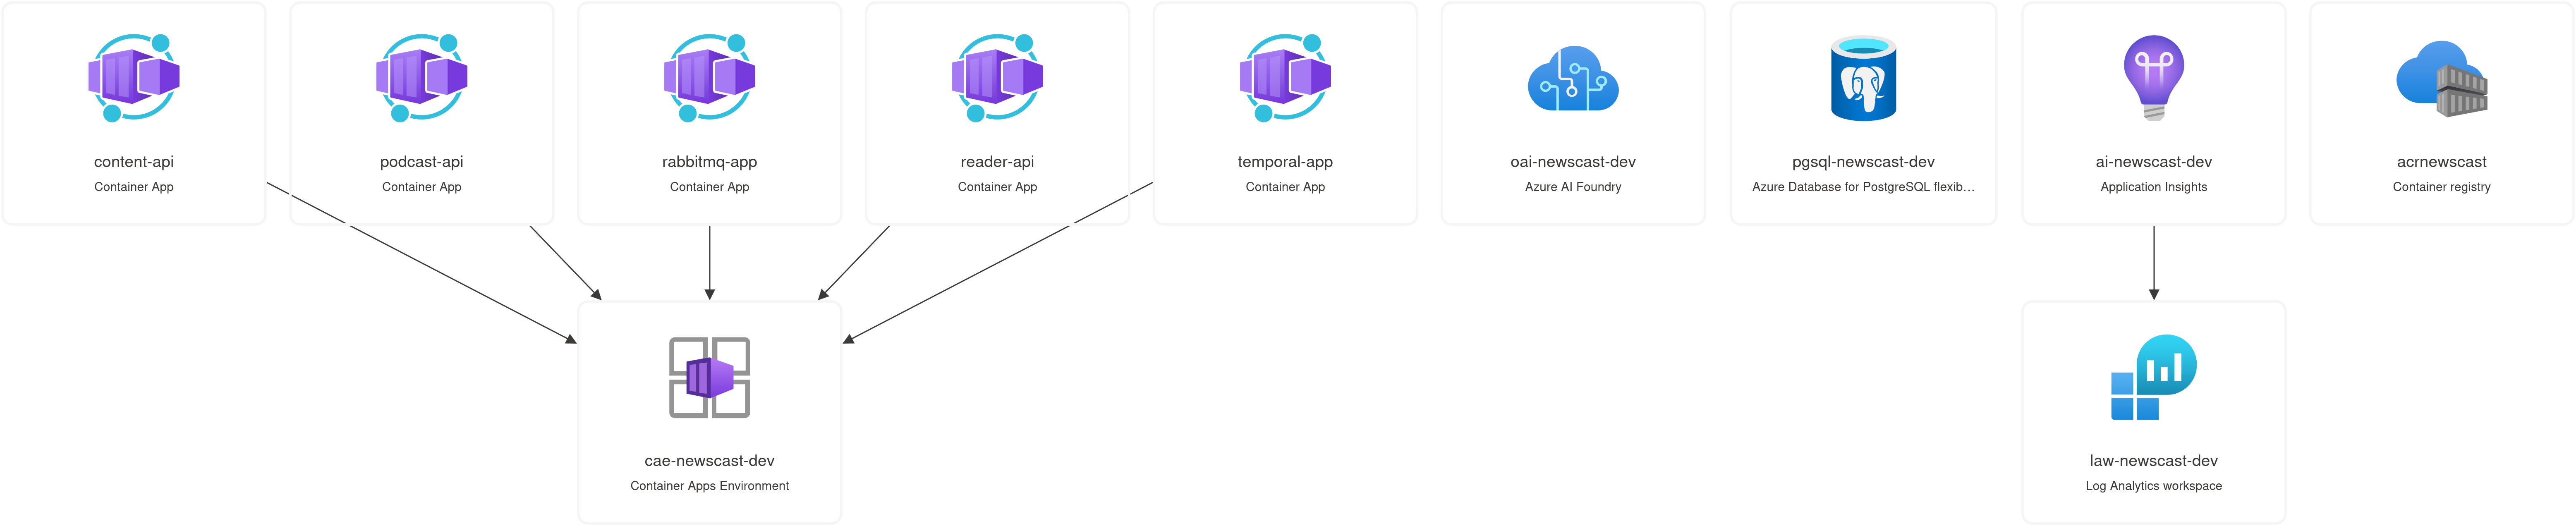 content-api
Container App
podcast-api
Container App
rabbitmq-app
Container App
reader-api
Container App
temporal-app
Container App
oai-newscast-dev
Azure AI Foundry
pgsql-newscast-dev
Azure Database for PostgreSQL flexib...
ai-newscast-dev
Application Insights
acrnewscast
Container registry
cae-newscast-dev
Container Apps Environment
law-newscast-dev
Log Analytics workspace